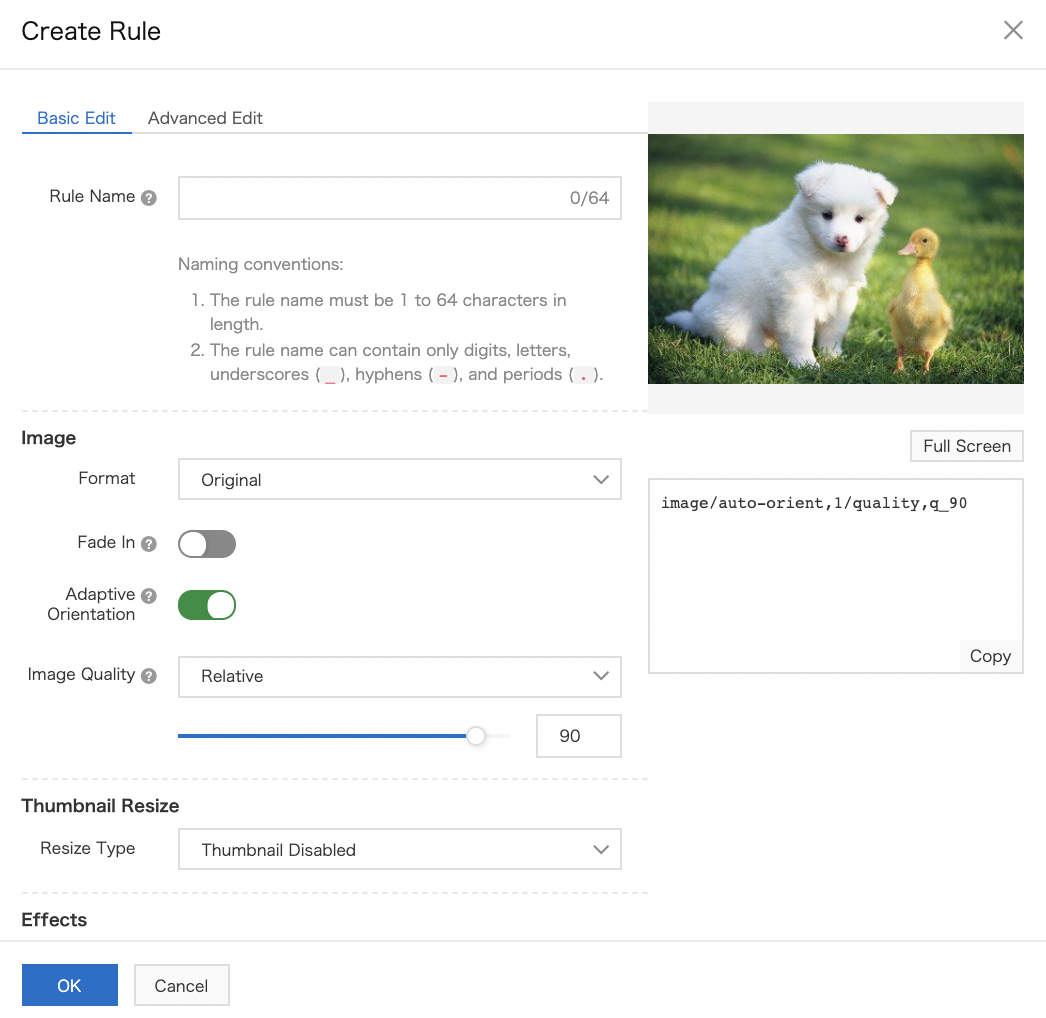 Create Rule
Basic Edit
Advanced Edit
Rule Name
0/64
Naming conventions:
1. The rule name must be 1 to 64 characters in
length.
2. The rule name can contain only digits, letters,
underscores (_), hyphens (-), and periods (.).
Image
Format
Original
Fade In
Adaptive
Orientation
Image Quality
Relative
90
Thumbnail Resize
Resize Type
Thumbnail Disabled
Effects
Full Screen
image/auto-orient,1/quality,q_90
Copy
OK
Cancel